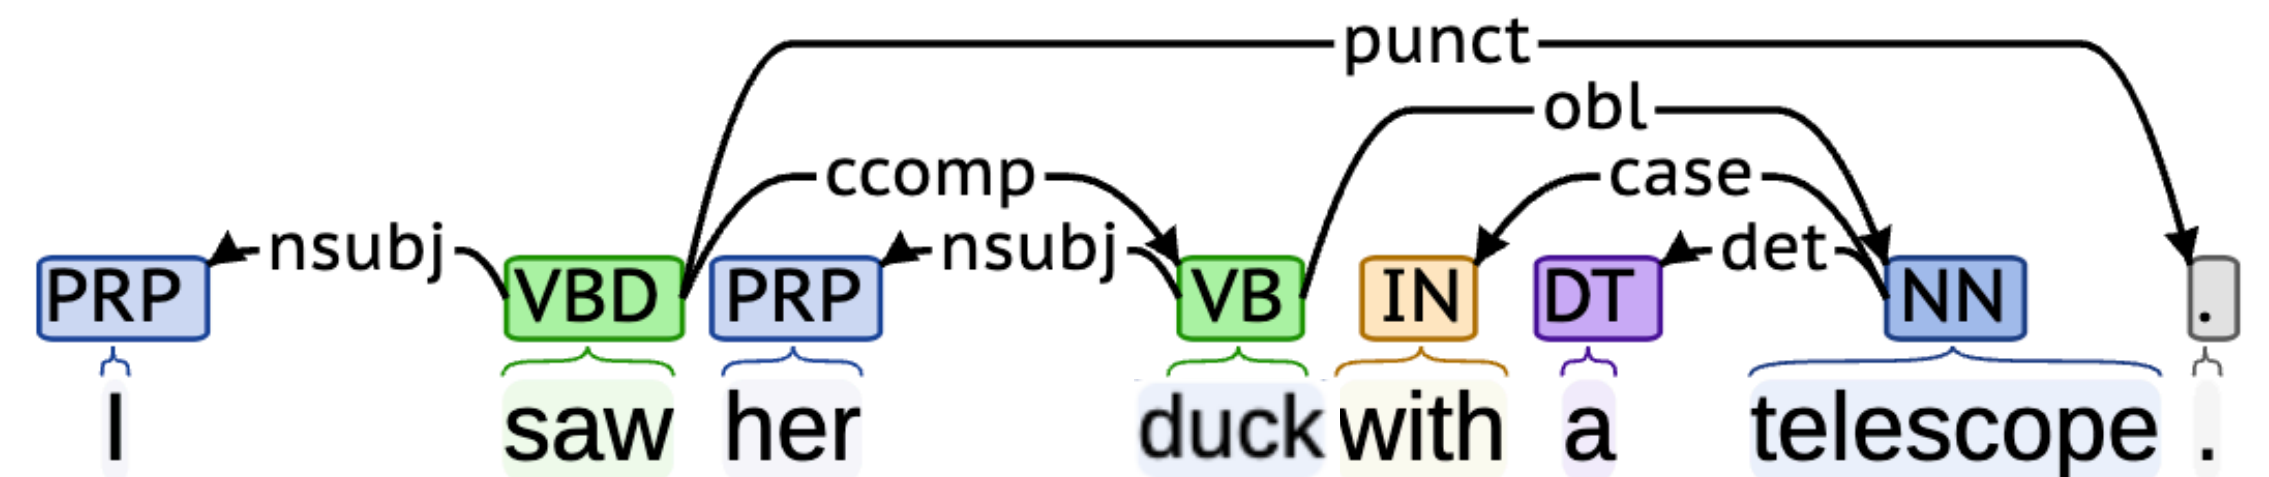 punct
obl
ccomp case
nsubj nsubj det
PRP VBD PRP VB IN DT NN .
I saw her duck with a telescope .